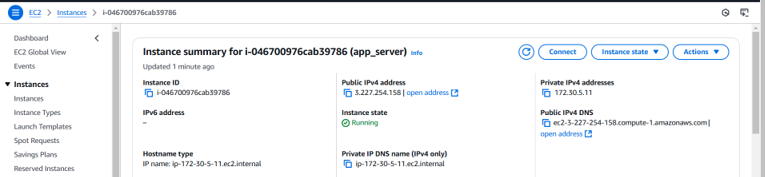 EC2 > Instances > i-046700976cab39786
Dashboard
EC2 Global View
Events
Instances
Instances
Instance Types
Launch Templates
Spot Requests
Savings Plans
Reserved Instances
Instance summary for i-046700976cab39786 (app_server) Info
Updated 1 minute ago
Connect
Instance state
Actions
Instance ID
i-046700976cab39786
Public IPv4 address
3.227.254.158 | open address
Private IPv4 addresses
172.30.5.11
IPv6 address
–
Instance state
Running
Public IPv4 DNS
ec2-3-227-254-158.compute-1.amazonaws.com |
open address
Hostname type
IP name: ip-172-30-5-11.ec2.internal
Private IP DNS name (IPv4 only)
ip-172-30-5-11.ec2.internal